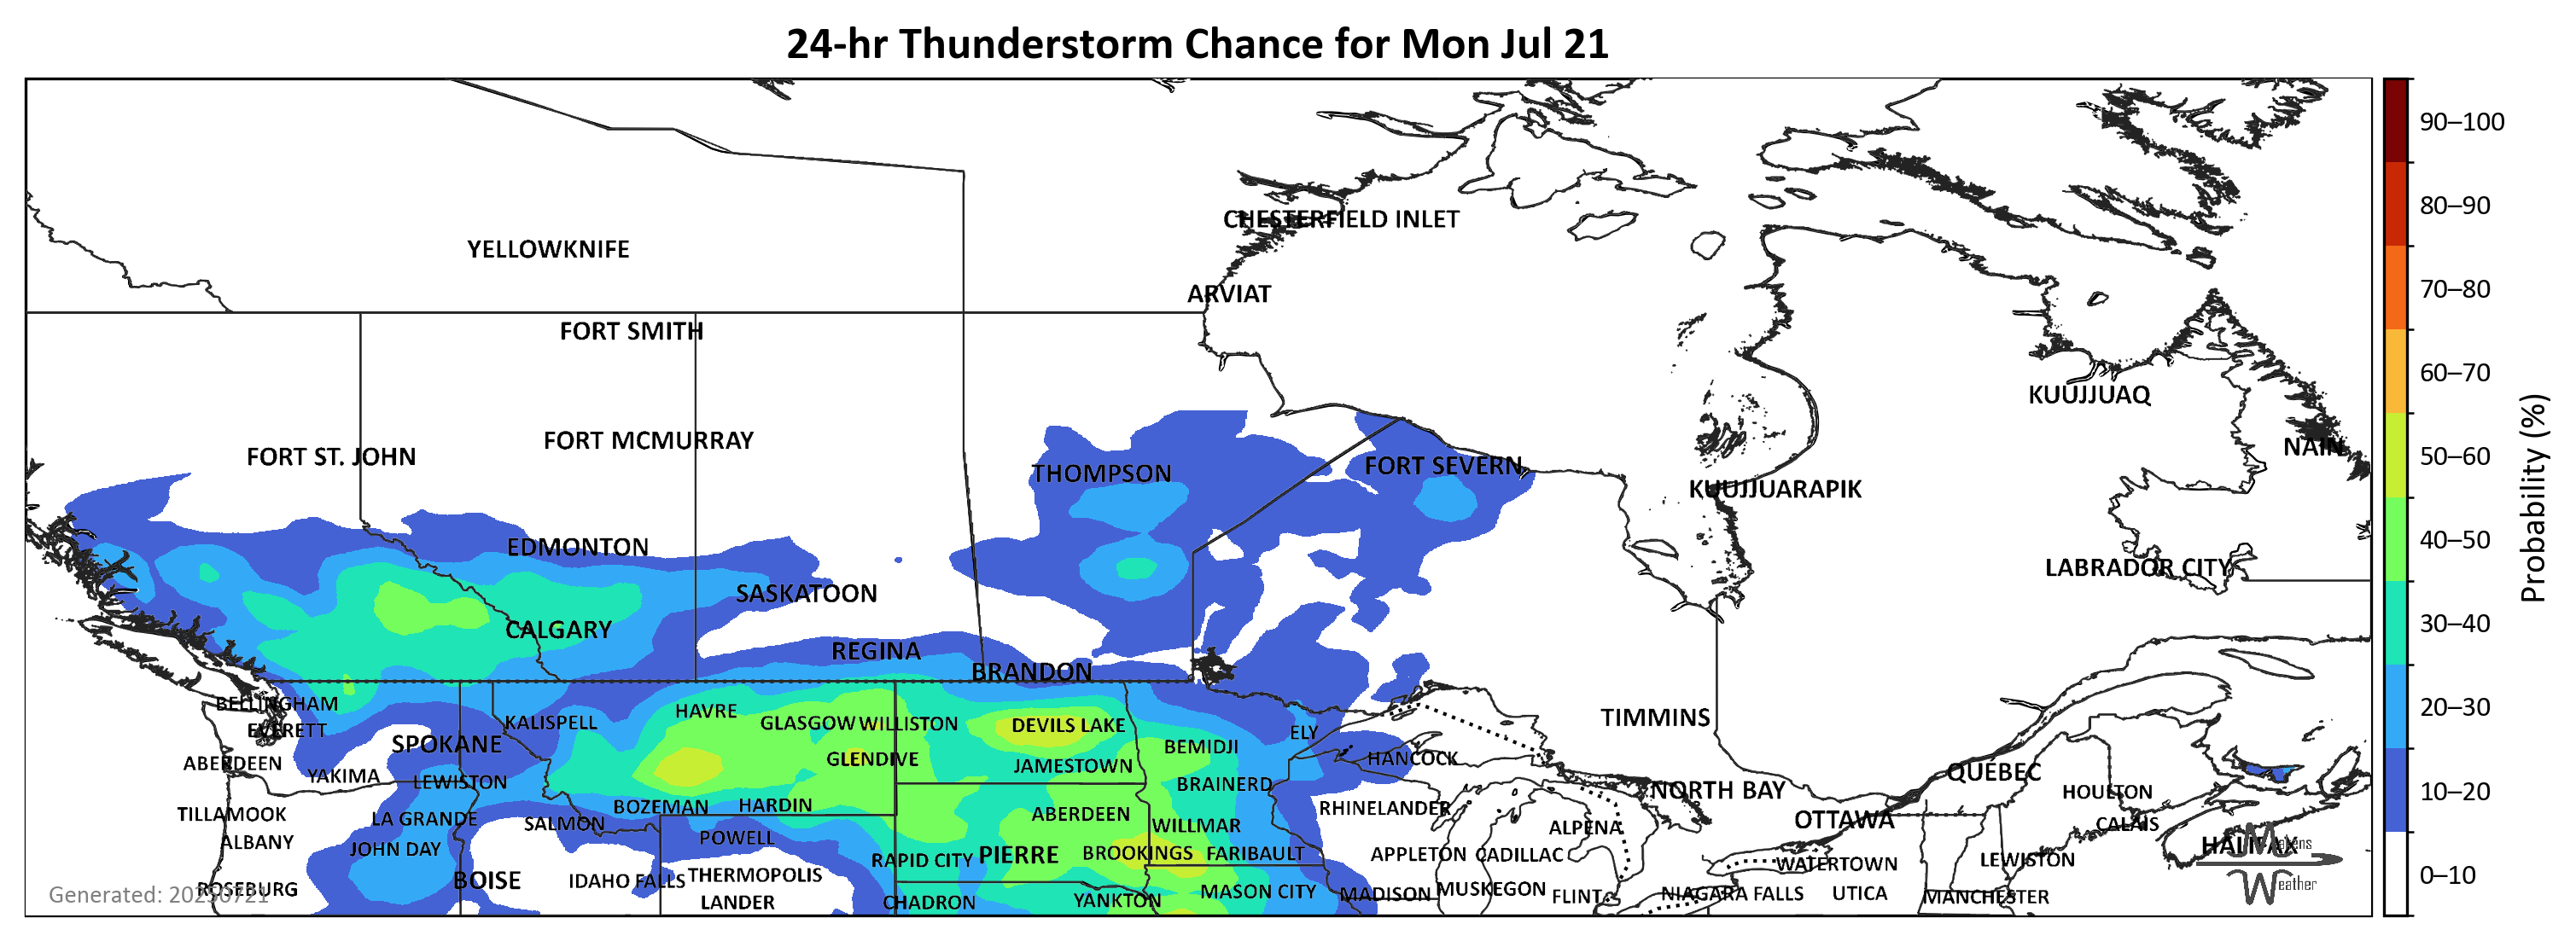 24-hr Thunderstorm Chance for Mon Jul 21
90–100
80–90
CHESTERFIELD INLET
YELLOWKNIFE
70–80
ARVIAT
FORT SMITH
60–70
KUUJJUAQ
FORT MCMURRAY
NAIN
FORT ST. JOHN
50–60
FORT SEVERN
THOMPSON
KUUJJUARAPIK
Probability (%)
40–50
EDMONTON
LABRADOR CITY
SASKATOON
30–40
CALGARY
REGINA
BRANDON
BELLINGHAM
20–30
HAVRE
TIMMINS
KALISPELL
GLASGOW
WILLISTON
DEVILS LAKE
EVERETT
ELY
SPOKANE
BEMIDJI
GLENDIVE
HANCOCK
ABERDEEN
JAMESTOWN
QUÉBEC
YAKIMA
LEWISTON
BRAINERD
NORTH BAY
HOULTON
10–20
BOZEMAN
HARDIN
RHINELANDER
TILLAMOOK
ABERDEEN
LA GRANDE
OTTAWA
SALMON
WILLMAR
CALAIS
ALPENA
POWELL
ALBANY
HALIFAX
Makens
JOHN DAY
RAPID CITY
PIERRE
BROOKINGS
FARIBAULT
APPLETON
CADILLAC
LEWISTON
WATERTOWN
THERMOPOLIS
0–10
BOISE
IDAHO FALLS
Weather
ROSEBURG
Generated: 20250721
MASON CITY
MUSKEGON
MADISON
NIAGARA FALLS
UTICA
FLINT
MANCHESTER
LANDER
CHADRON
YANKTON